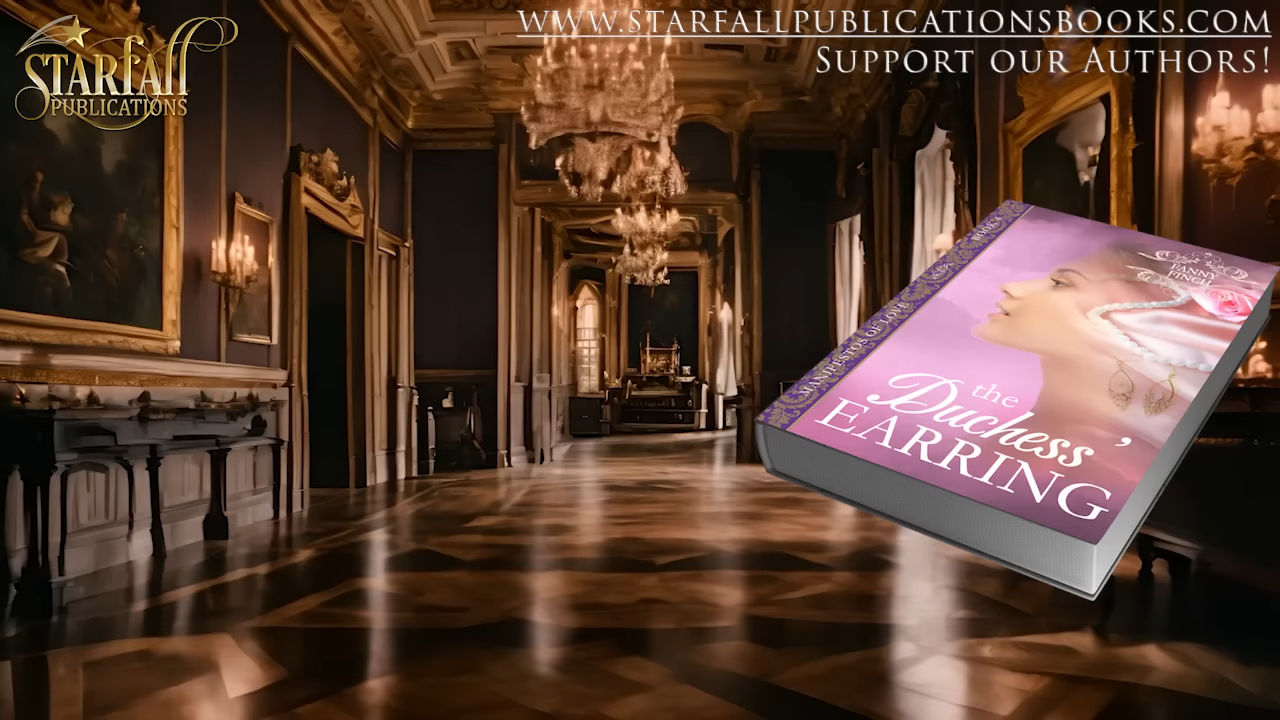 STARfall
PUBLICATIONS
WWW.STARFALLPUBLICATIONSBOOKS.COM
SUPPORT OUR AUTHORS!
MANIFESTOS OF LOVE
FANNY
FINCH
the
Duchess'
EARRING